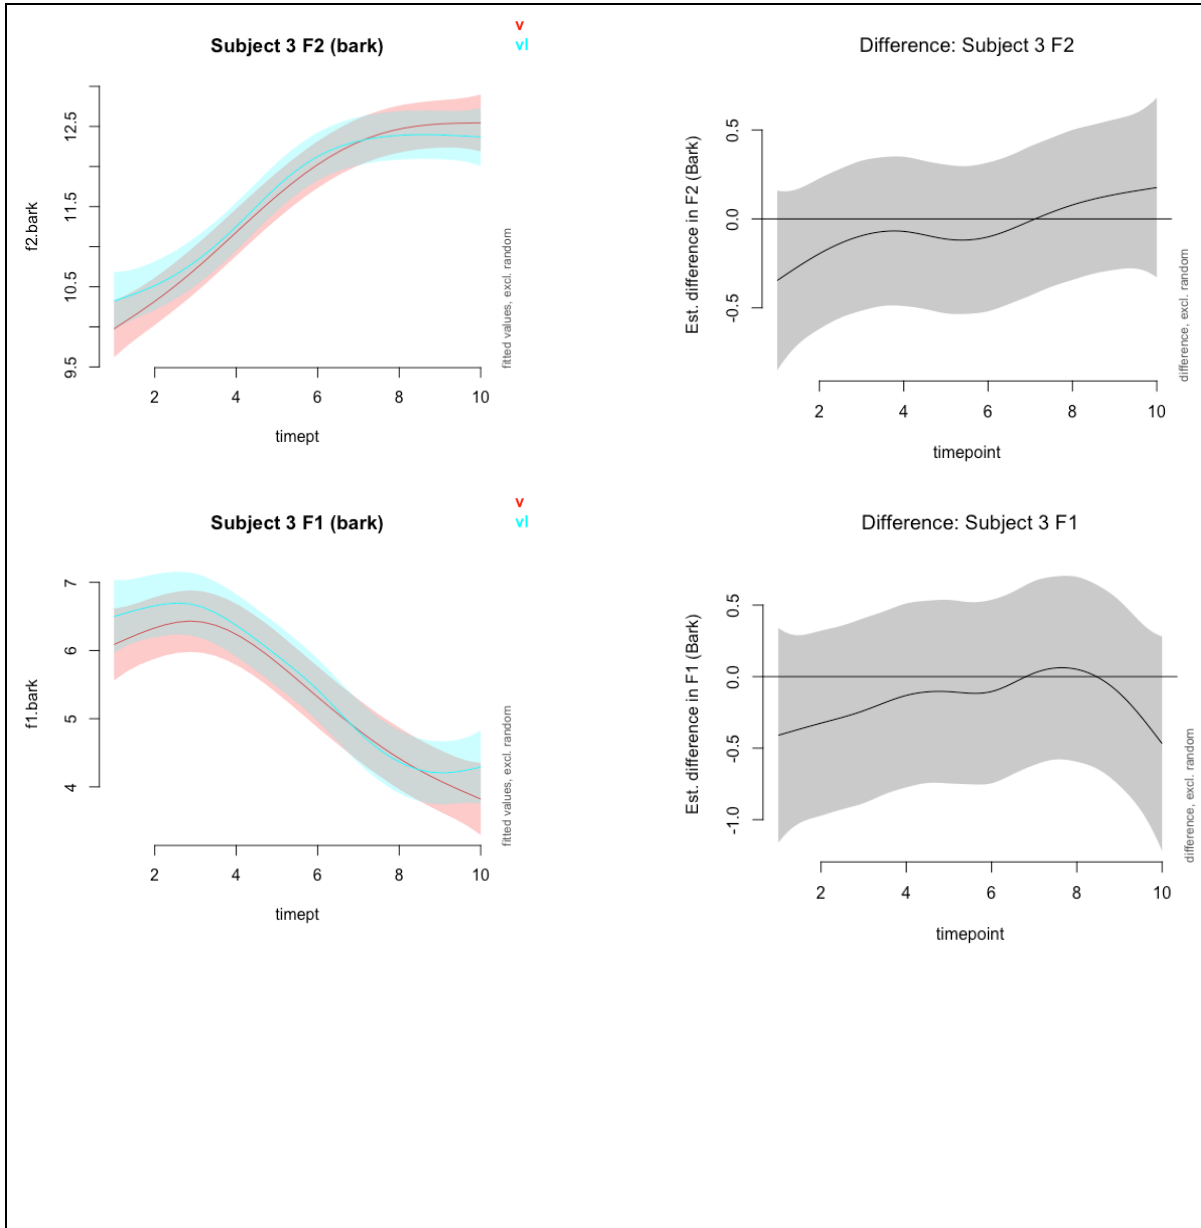 Subject 3 F2 (bark)
v
vl
f2.bark
9.5 10.5 11.5 12.5
2 4 6 8 10
timept
fitted values, excl. random
Difference: Subject 3 F2
Est. difference in F2 (Bark)
-0.5 0.0 0.5
2 4 6 8 10
timepoint
difference, excl. random
Subject 3 F1 (bark)
v
vl
f1.bark
4 5 6 7
2 4 6 8 10
timept
fitted values, excl. random
Difference: Subject 3 F1
Est. difference in F1 (Bark)
-1.0 -0.5 0.0 0.5
2 4 6 8 10
timepoint
difference, excl. random